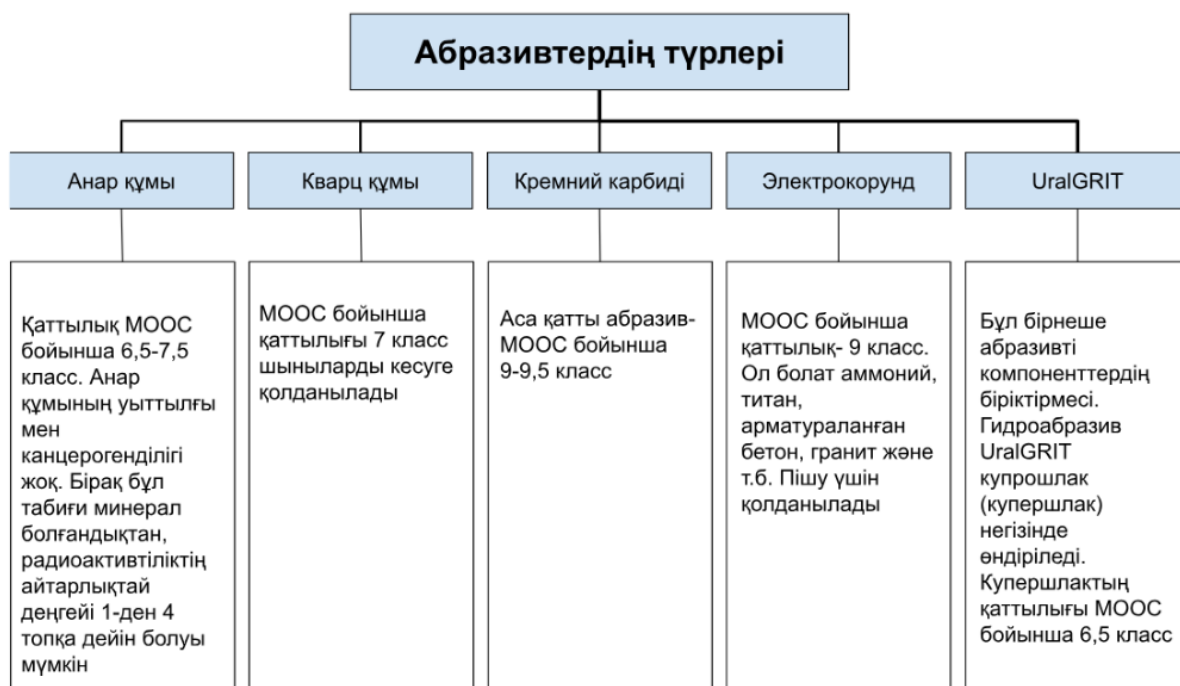 Абразивтердің түрлері
Анар құмы
Кварц құмы
Кремний карбиді
Электрокорунд
UralGRIT
Қаттылық МООС
бойынша 6,5-7,5
класс. Анар
құмының уыттылғы
мен
канцерогенділігі
жоқ. Бірақ бұл
табиғи минерал
болғандықтан,
радиоактивтіліктің
айтарлықтай
деңгейі 1-ден 4
топқа дейін болуы
мүмкін
МООС бойынша
қаттылығы 7 класс
шыныларды кесуге
қолданылады
Аса қатты абразив-
МООС бойынша
9-9,5 класс
МООС бойынша
қаттылық- 9 класс.
Ол болат аммоний,
титан,
арматураланған
бетон, гранит және
т.б. Пішу үшін
қолданылады
Бұл бірнеше
абразивті
компоненттердің
біріктірмесі.
Гидроабразив
UralGRIT
купрошлак
(купершлак)
негізінде
өндіріледі.
Купершлактың
қаттылығы МООС
бойынша 6,5 класс